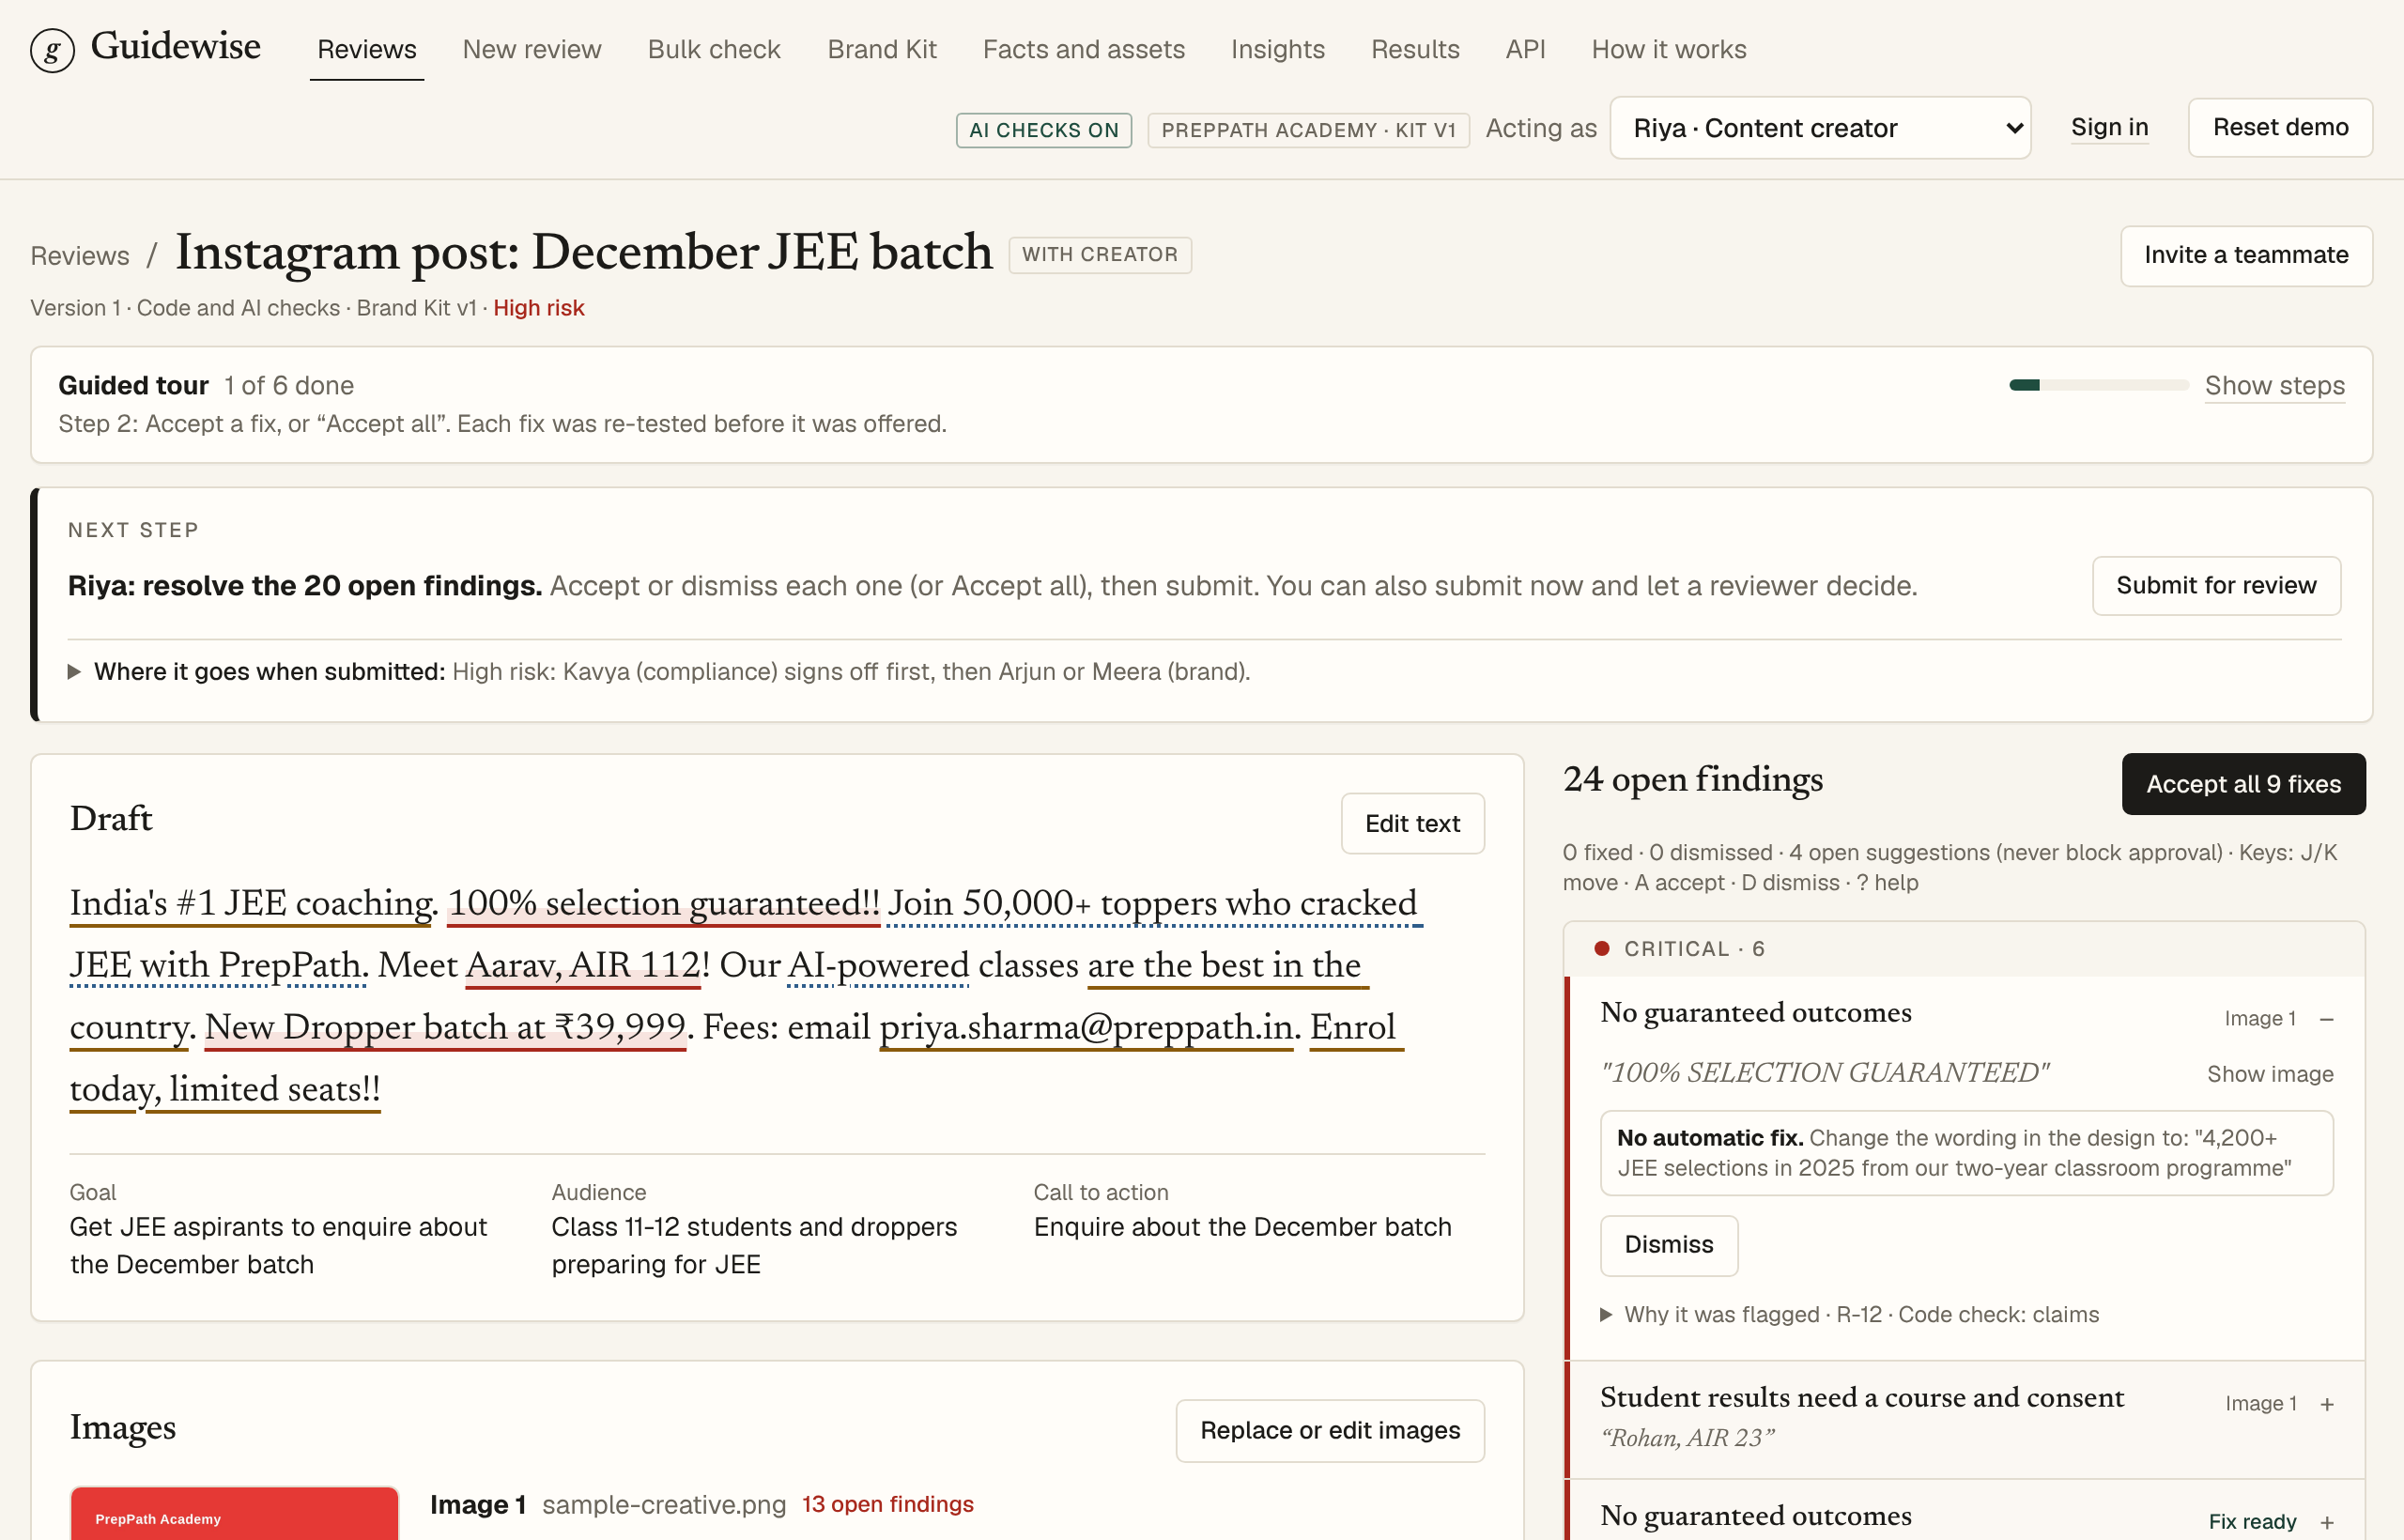 g Guidewise
Reviews
New review
Bulk check
Brand Kit
Facts and assets
Insights
Results
API
How it works
AI CHECKS ON
PREPPATH ACADEMY · KIT V1
Acting as
Riya · Content creator
Sign in
Reset demo
Reviews / Instagram post: December JEE batch
WITH CREATOR
Invite a teammate
Version 1 · Code and AI checks · Brand Kit v1 · High risk
Guided tour 1 of 6 done
Show steps
Step 2: Accept a fix, or “Accept all”. Each fix was re-tested before it was offered.
NEXT STEP
Riya: resolve the 20 open findings. Accept or dismiss each one (or Accept all), then submit. You can also submit now and let a reviewer decide.
Submit for review
▶ Where it goes when submitted: High risk: Kavya (compliance) signs off first, then Arjun or Meera (brand).
Draft
Edit text
India's #1 JEE coaching. 100% selection guaranteed!! Join 50,000+ toppers who cracked
JEE with PrepPath. Meet Aarav, AIR 112! Our AI-powered classes are the best in the
country. New Dropper batch at ₹39,999. Fees: email priya.sharma@preppath.in. Enrol
today, limited seats!!
Goal
Get JEE aspirants to enquire about
the December batch
Audience
Class 11-12 students and droppers
preparing for JEE
Call to action
Enquire about the December batch
Images
Replace or edit images
PrepPath Academy
Image 1 sample-creative.png 13 open findings
24 open findings
Accept all 9 fixes
0 fixed · 0 dismissed · 4 open suggestions (never block approval) · Keys: J/K
move · A accept · D dismiss · ? help
CRITICAL · 6
No guaranteed outcomes
Image 1 −
"100% SELECTION GUARANTEED"
Show image
No automatic fix. Change the wording in the design to: "4,200+
JEE selections in 2025 from our two-year classroom programme"
Dismiss
▶ Why it was flagged · R-12 · Code check: claims
Student results need a course and consent
Image 1 +
“Rohan, AIR 23”
No guaranteed outcomes
Fix ready +